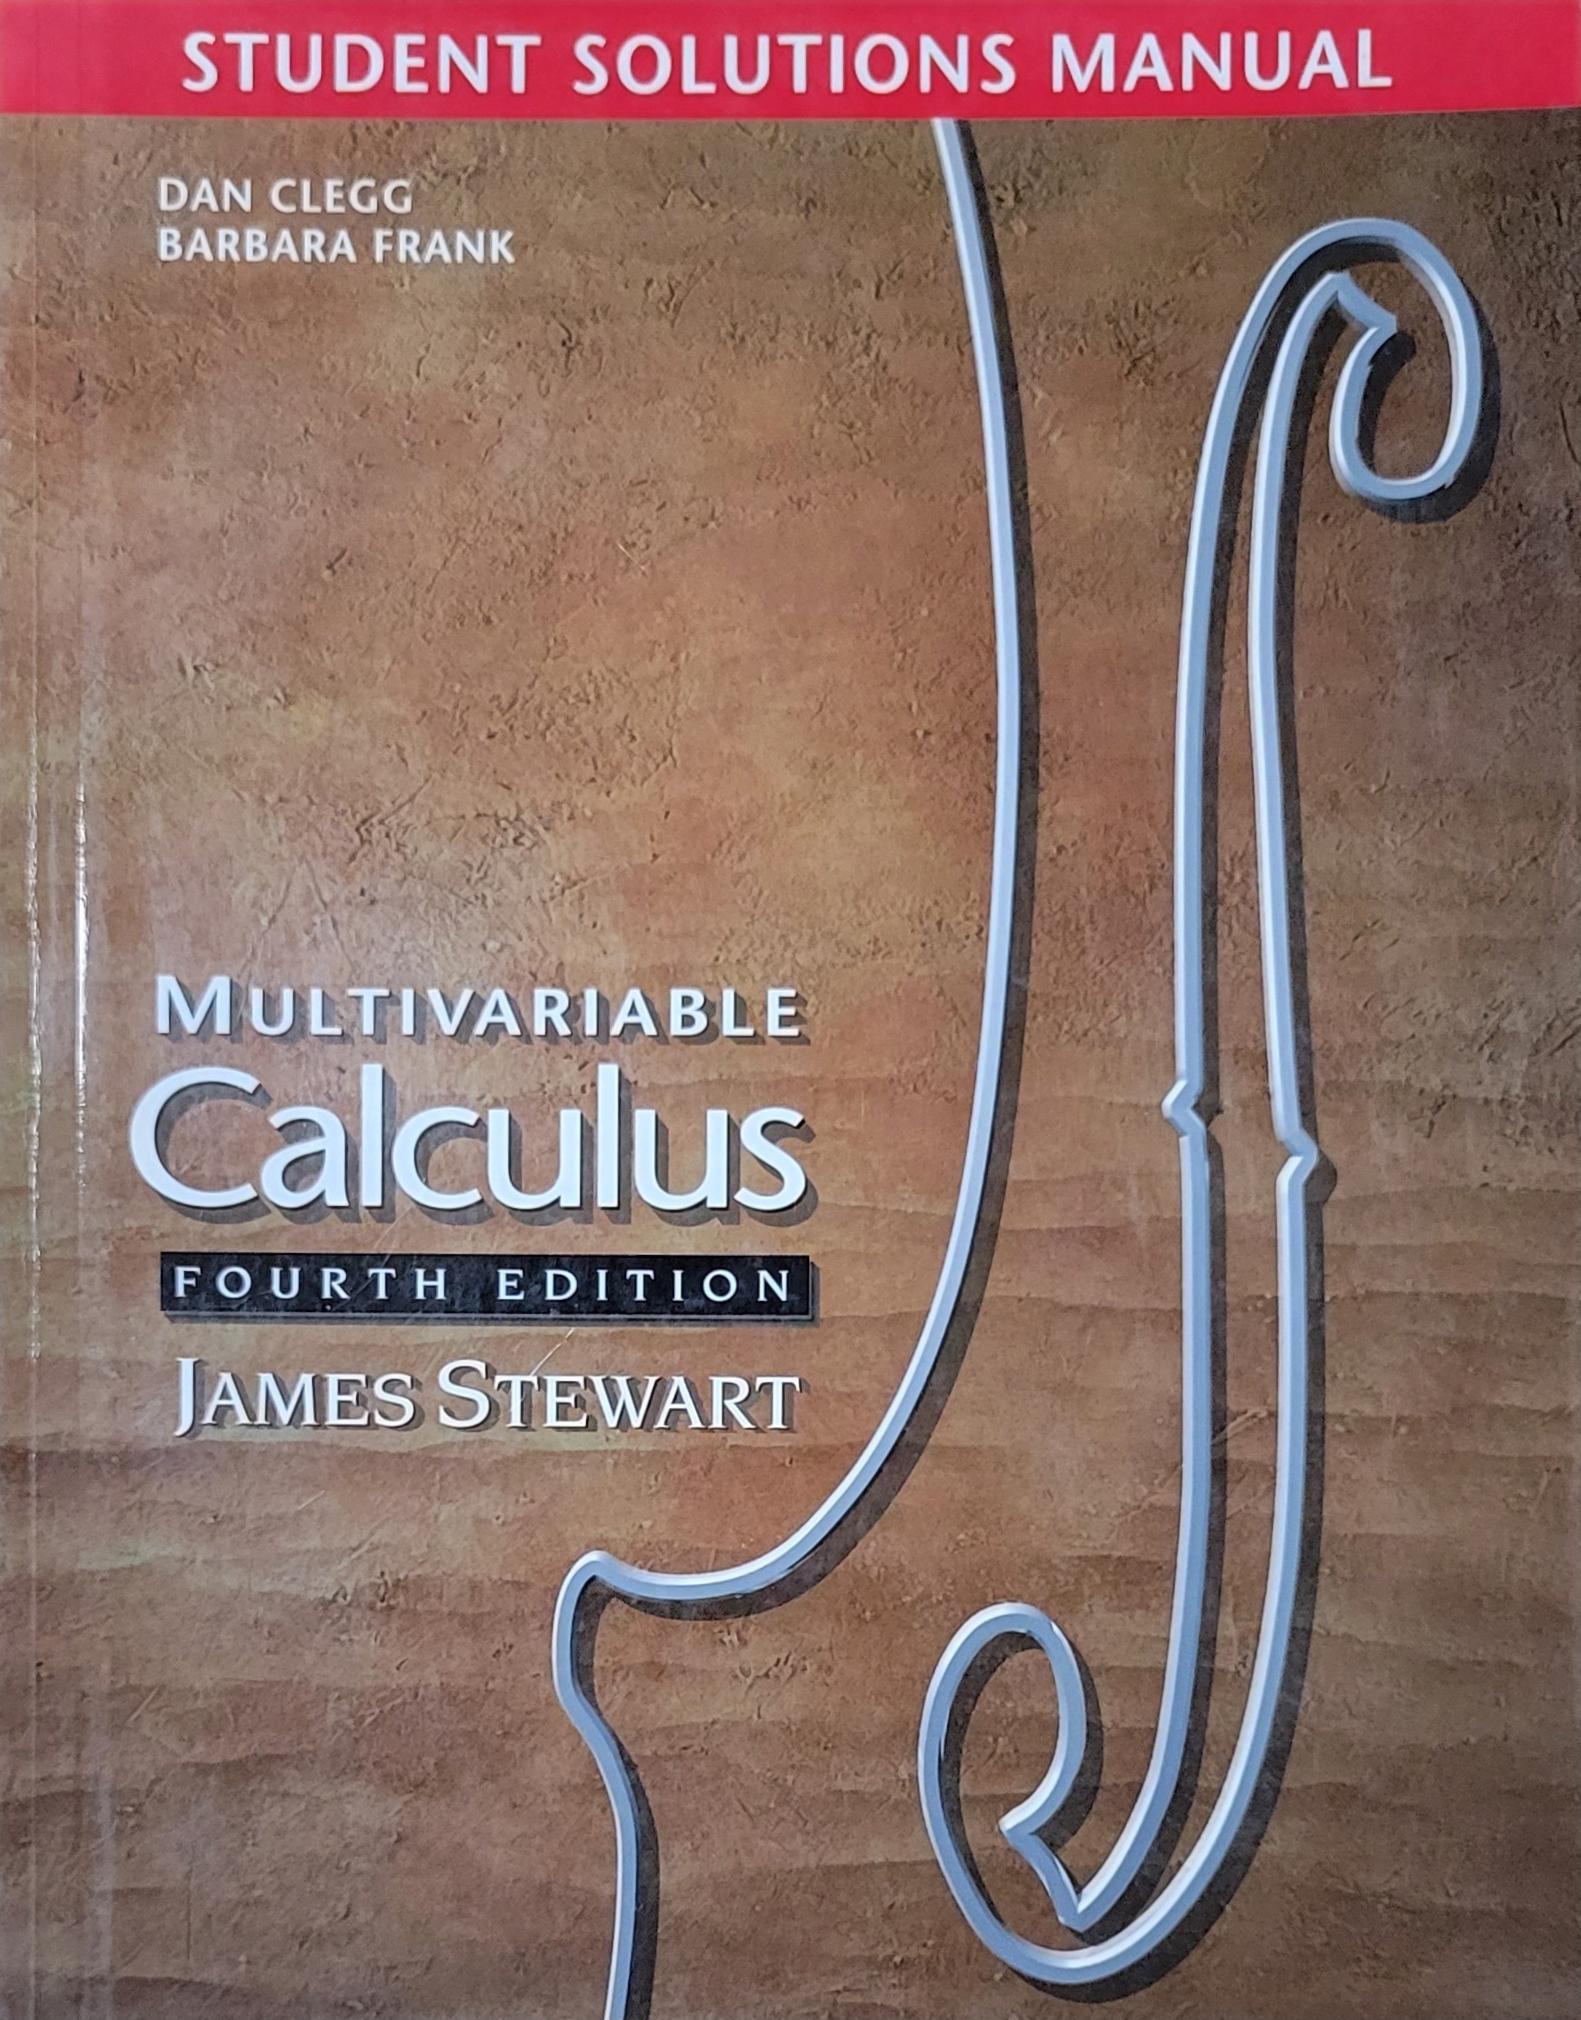 STUDENT SOLUTIONS MANUAL
DAN CLEGG
BARBARA FRANK
MULTIVARIABLE
Calculus
FOURTH EDITION
JAMES STEWART